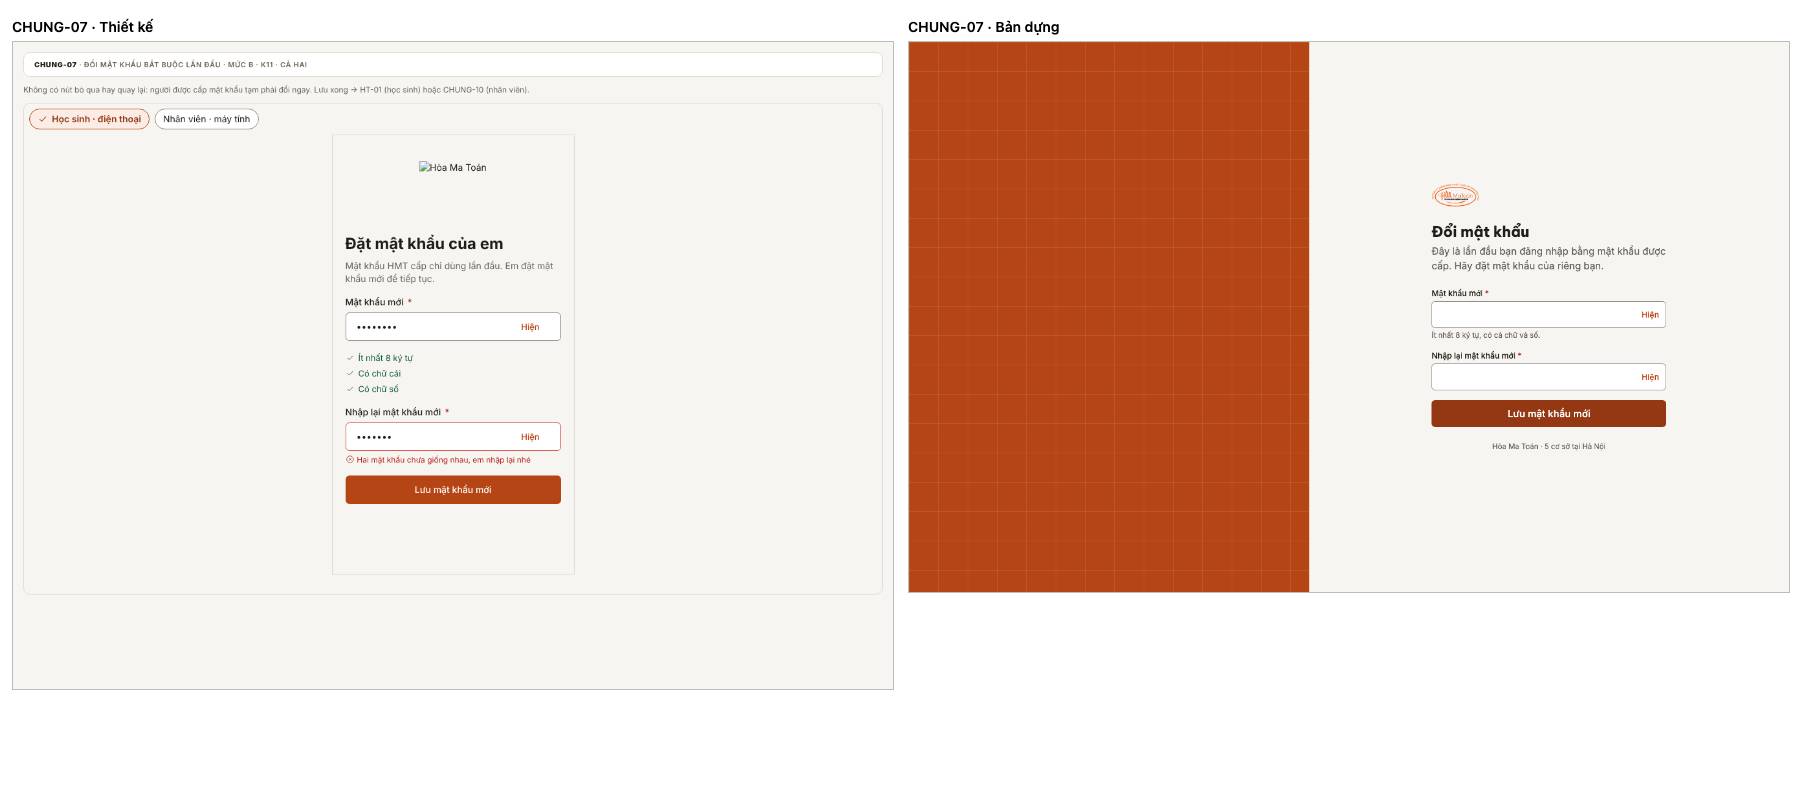 CHUNG-07 · Thiết kế
CHUNG-07 · ĐỔI MẬT KHẨU BẮT BUỘC LẦN ĐẦU · MỨC B · K11 · CẢ HAI
Không có nút bỏ qua hay quay lại: người được cấp mật khẩu tạm phải đổi ngay. Lưu xong → HT-01 (học sinh) hoặc CHUNG-10 (nhân viên).
Học sinh · điện thoại
Nhân viên · máy tính
Hòa Ma Toán
Đặt mật khẩu của em
Mật khẩu HMT cấp chỉ dùng lần đầu. Em đặt mật
khẩu mới để tiếp tục.
Mật khẩu mới *
••••••••
Hiện
Ít nhất 8 ký tự
Có chữ cái
Có chữ số
Nhập lại mật khẩu mới *
•••••••
Hiện
Hai mật khẩu chưa giống nhau, em nhập lại nhé
Lưu mật khẩu mới
CHUNG-07 · Bản dựng
HÒA Matoan
Đổi mật khẩu
Đây là lần đầu bạn đăng nhập bằng mật khẩu được
cấp. Hãy đặt mật khẩu của riêng bạn.
Mật khẩu mới *
Hiện
Ít nhất 8 ký tự, có cả chữ và số.
Nhập lại mật khẩu mới *
Hiện
Lưu mật khẩu mới
Hòa Ma Toán · 5 cơ sở tại Hà Nội